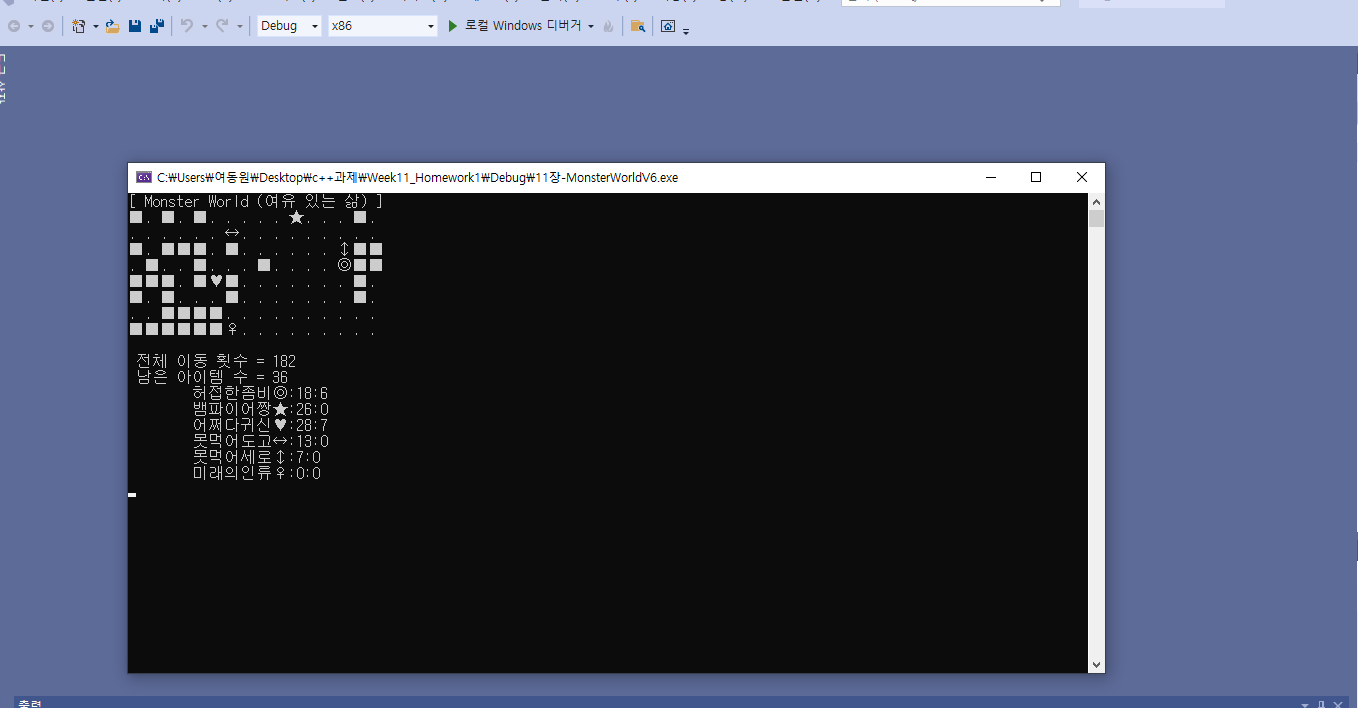 Debug x86 로컬 Windows 디버거
C:\Users\여동원\Desktop\c++과제\Week11_Homework1\Debug\11장-MonsterWorldV6.exe
[ Monster World (여유 있는 삶) ]
■. ■. ■. . . . . ★. . . ■.
. . . . . . ↔. . . . . . . . .
■. ■■■. ■. . . . . . ↕■■
. ■. . ■. . . ■. . . . ◎■■
■■■. ■♥■. . . . . . . ■.
■. ■. . . ■. . . . . . . ■.
. . ■■■■. . . . . . . . . .
■■■■■■♀. . . . . . . . .
전체 이동 횟수 = 182
남은 아이템 수 = 36
허접한좀비◎:18:6
뱀파이어짱★:26:0
어쩌다귀신♥:28:7
못먹어도고↔:13:0
못먹어세로↕:7:0
미래의인류♀:0:0
출력